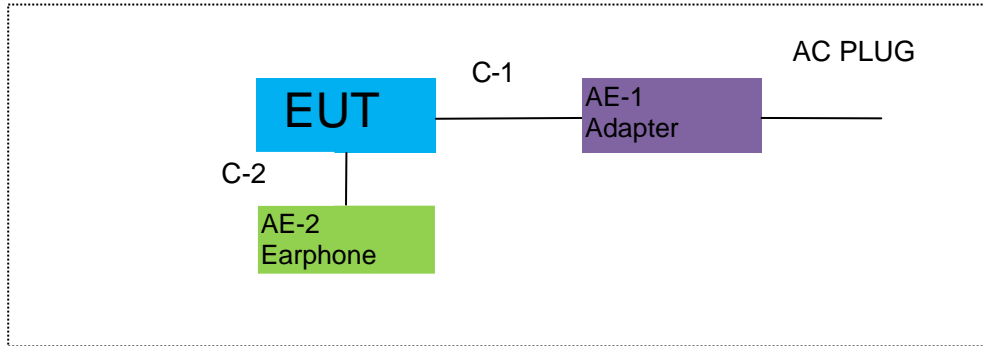 AC PLUG
C-1
EUT
AE-1
Adapter
C-2
AE-2
Earphone